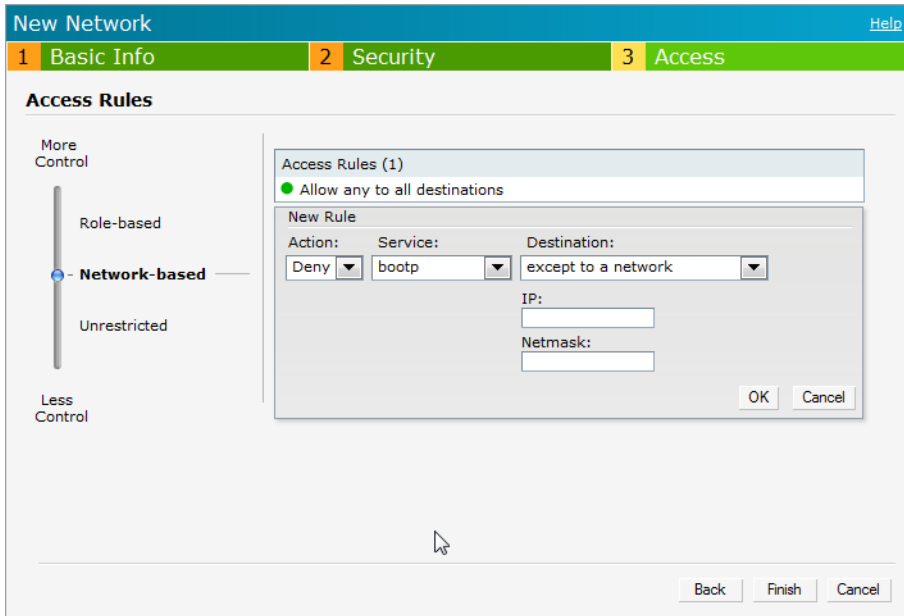 New Network
Help
1 Basic Info
2 Security
3 Access
Access Rules
More
Control
Role-based
Network-based
Unrestricted
Less
Control
Access Rules (1)
Allow any to all destinations
New Rule
Action: Service: Destination:
Deny bootp except to a network
IP:
Netmask:
OK Cancel
Back Finish Cancel